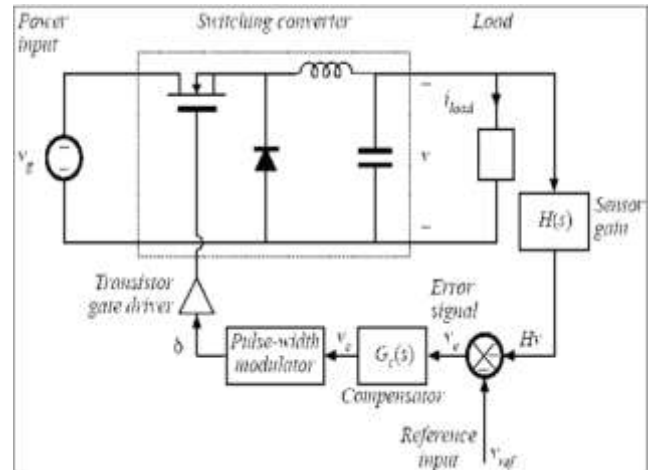 Power
input
Switching converter
Load
v_g
v
i_load
H(s)
Sensor
gain
Transistor
gate driver
δ
Pulse-width
modulator
v_c
G_c(s)
Compensator
Error
signal
v_e
Hv
Reference
input
v_ref